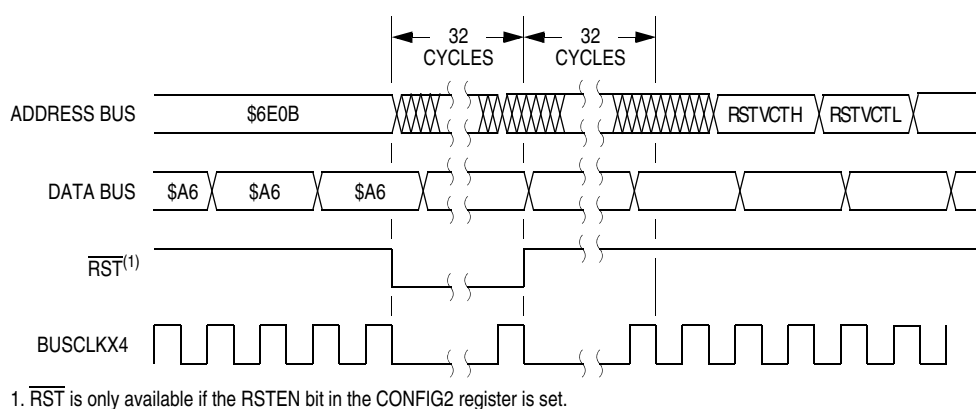 32
CYCLES
32
CYCLES
ADDRESS BUS
$6E0B
RSTVCTH
RSTVCTL
DATA BUS
$A6
$A6
$A6
RST(1)
BUSCLKX4
1. RST is only available if the RSTEN bit in the CONFIG2 register is set.